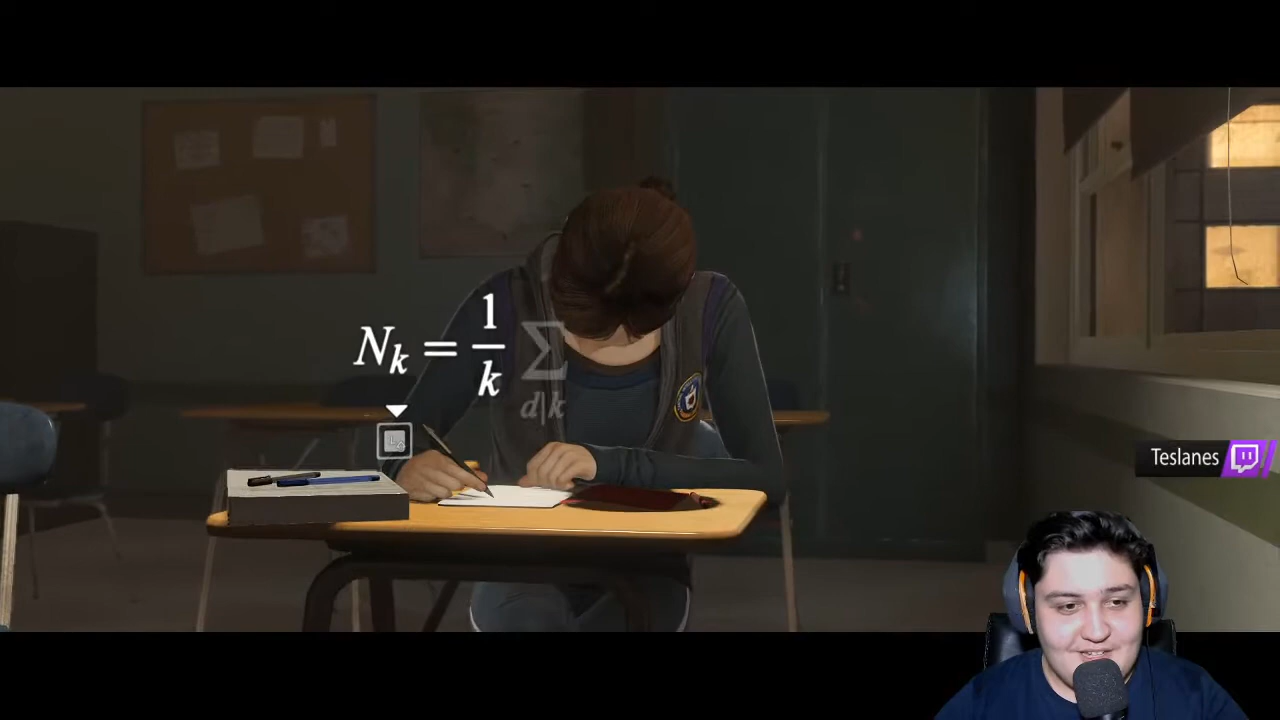 N_k = 1/k Σ d|k
Teslanes